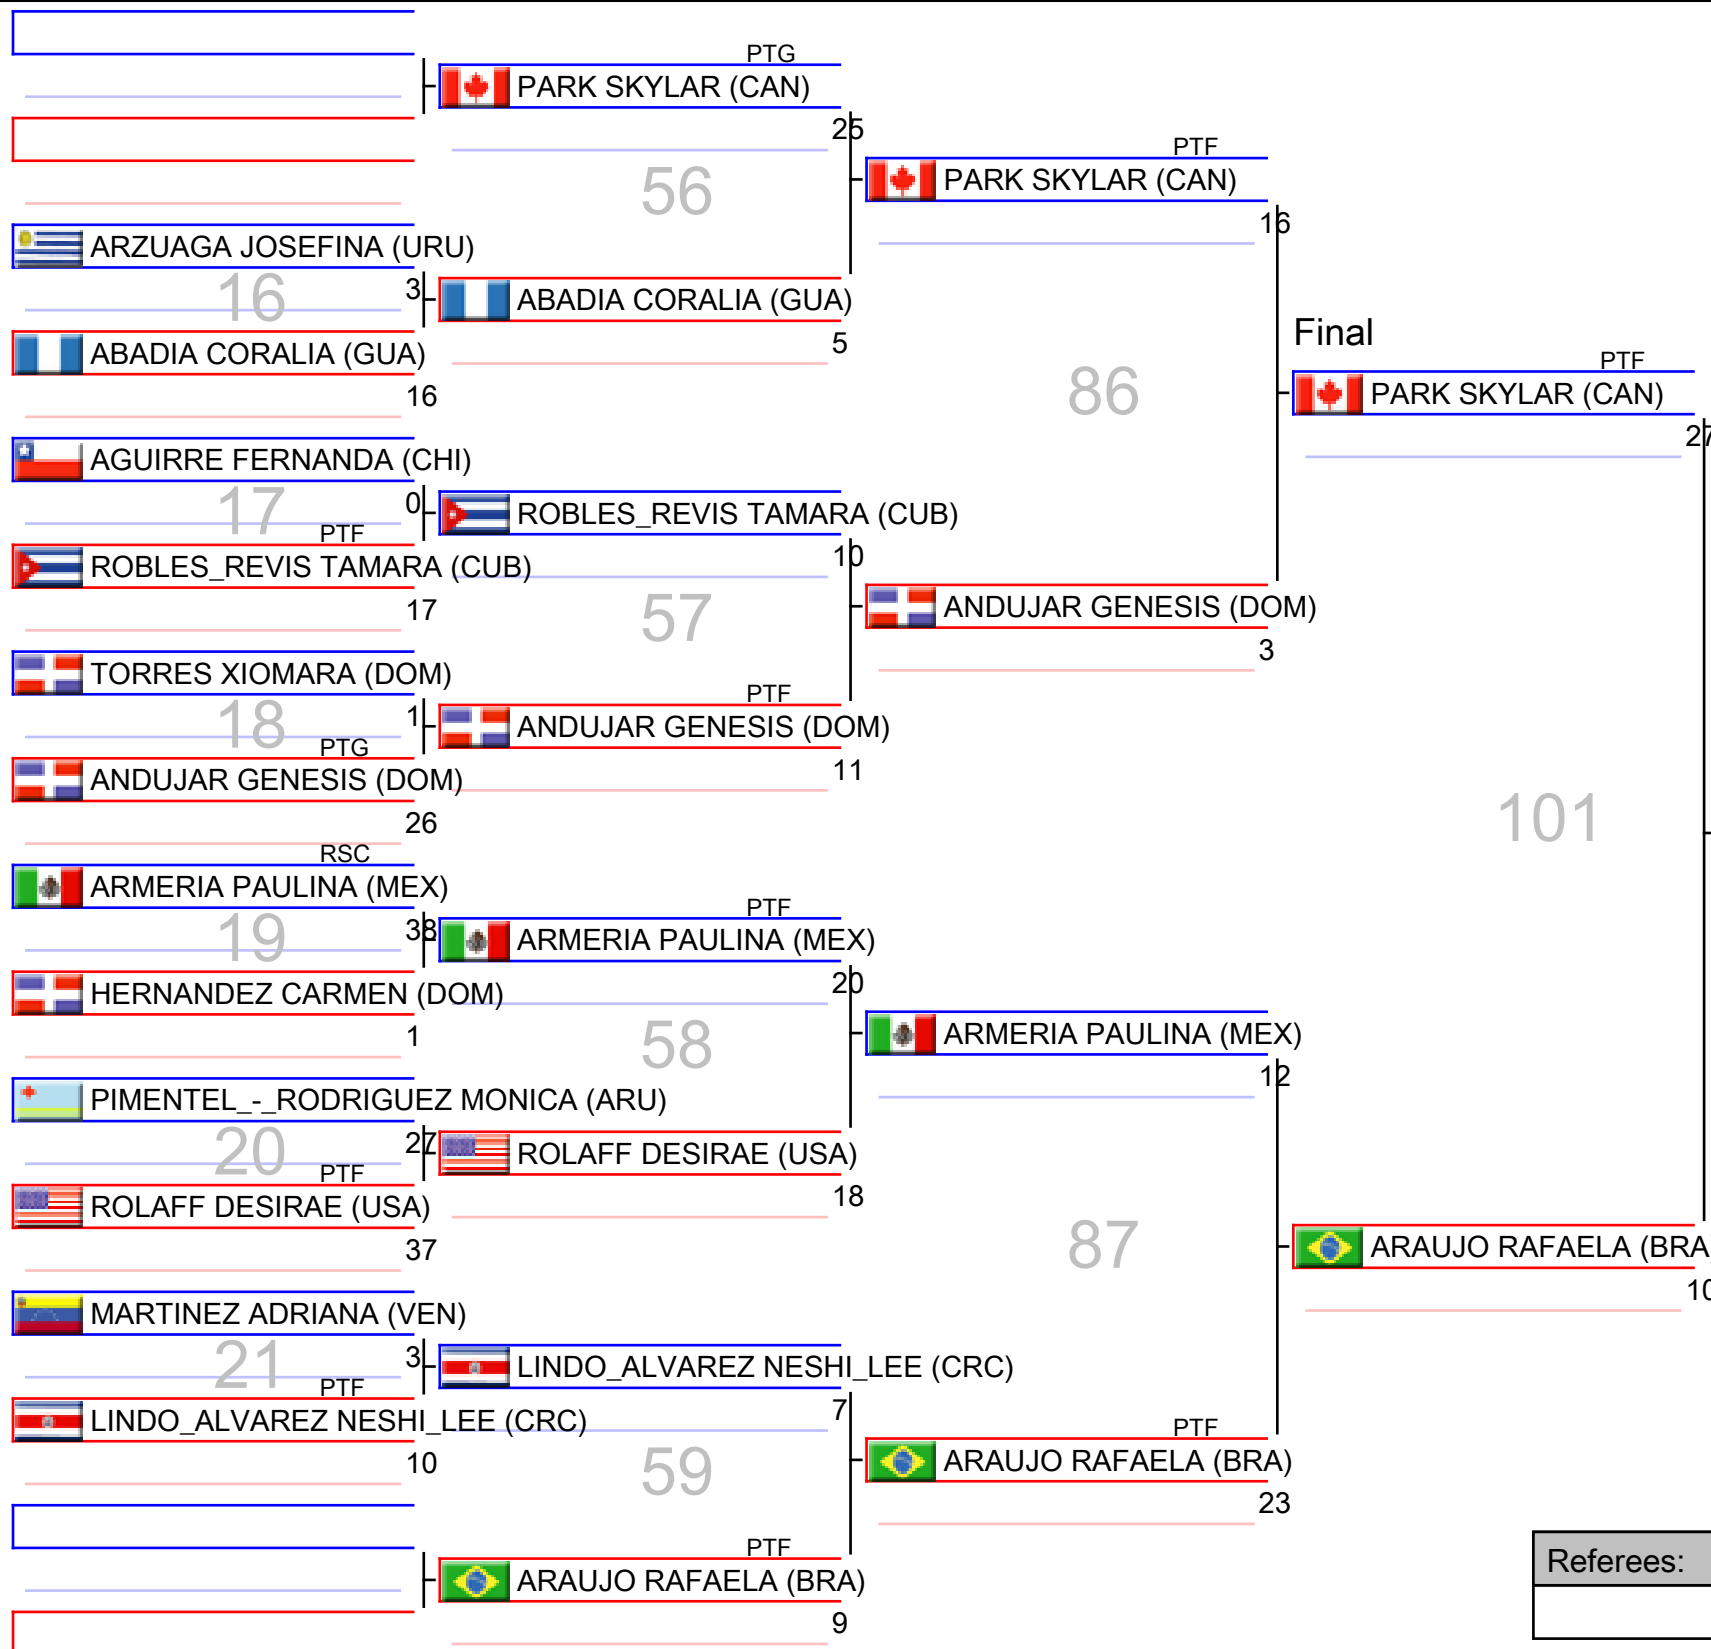 PTG
PARK SKYLAR (CAN)
25
56
PTF
PARK SKYLAR (CAN)
16
ARZUAGA JOSEFINA (URU)
16
3
ABADIA CORALIA (GUA)
5
ABADIA CORALIA (GUA)
16
86
Final
PTF
PARK SKYLAR (CAN)
27
AGUIRRE FERNANDA (CHI)
17
0
PTF
ROBLES_REVIS TAMARA (CUB)
10
ROBLES_REVIS TAMARA (CUB)
17
57
ANDUJAR GENESIS (DOM)
3
TORRES XIOMARA (DOM)
18
1
PTG
PTF
ANDUJAR GENESIS (DOM)
11
ANDUJAR GENESIS (DOM)
26
101
RSC
ARMERIA PAULINA (MEX)
19
38
PTF
ARMERIA PAULINA (MEX)
20
HERNANDEZ CARMEN (DOM)
1
58
ARMERIA PAULINA (MEX)
12
PIMENTEL_-_RODRIGUEZ MONICA (ARU)
20
27
PTF
ROLAFF DESIRAE (USA)
18
ROLAFF DESIRAE (USA)
37
87
ARAUJO RAFAELA (BRA
10
MARTINEZ ADRIANA (VEN)
21
3
PTF
LINDO_ALVAREZ NESHI_LEE (CRC)
7
LINDO_ALVAREZ NESHI_LEE (CRC)
10
59
PTF
ARAUJO RAFAELA (BRA)
23
PTF
ARAUJO RAFAELA (BRA)
9
Referees: